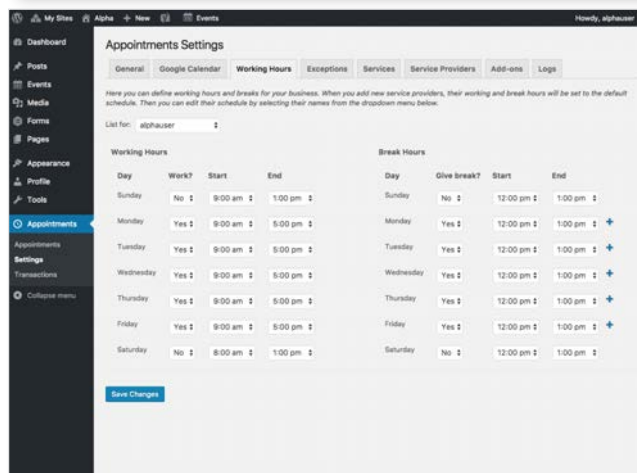 My Sites Alpha + New Events Howdy, alphauser
Dashboard
Posts
Events
Media
Forms
Pages
Appearance
Profile
Tools
Appointments
Appointments
Settings
Transactions
Collapse menu
Appointments Settings
General Google Calendar Working Hours Exceptions Services Service Providers Add-ons Logs
Here you can define working hours and breaks for your business. When you add new service providers, their working and break hours will be set to the default
schedule. Then you can edit their schedule by selecting their names from the dropdown menu below.
List for: alphauser
Working Hours Break Hours
Day Work? Start End Day Give break? Start End
Sunday No 9:00 am 1:00 pm Sunday No 12:00 pm 1:00 pm
Monday Yes 9:00 am 5:00 pm Monday Yes 12:00 pm 1:00 pm +
Tuesday Yes 9:00 am 5:00 pm Tuesday Yes 12:00 pm 1:00 pm +
Wednesday Yes 9:00 am 5:00 pm Wednesday Yes 12:00 pm 1:00 pm +
Thursday Yes 9:00 am 5:00 pm Thursday Yes 12:00 pm 1:00 pm +
Friday Yes 9:00 am 5:00 pm Friday Yes 12:00 pm 1:00 pm +
Saturday No 8:00 am 1:00 pm Saturday No 12:00 pm 1:00 pm
Save Changes